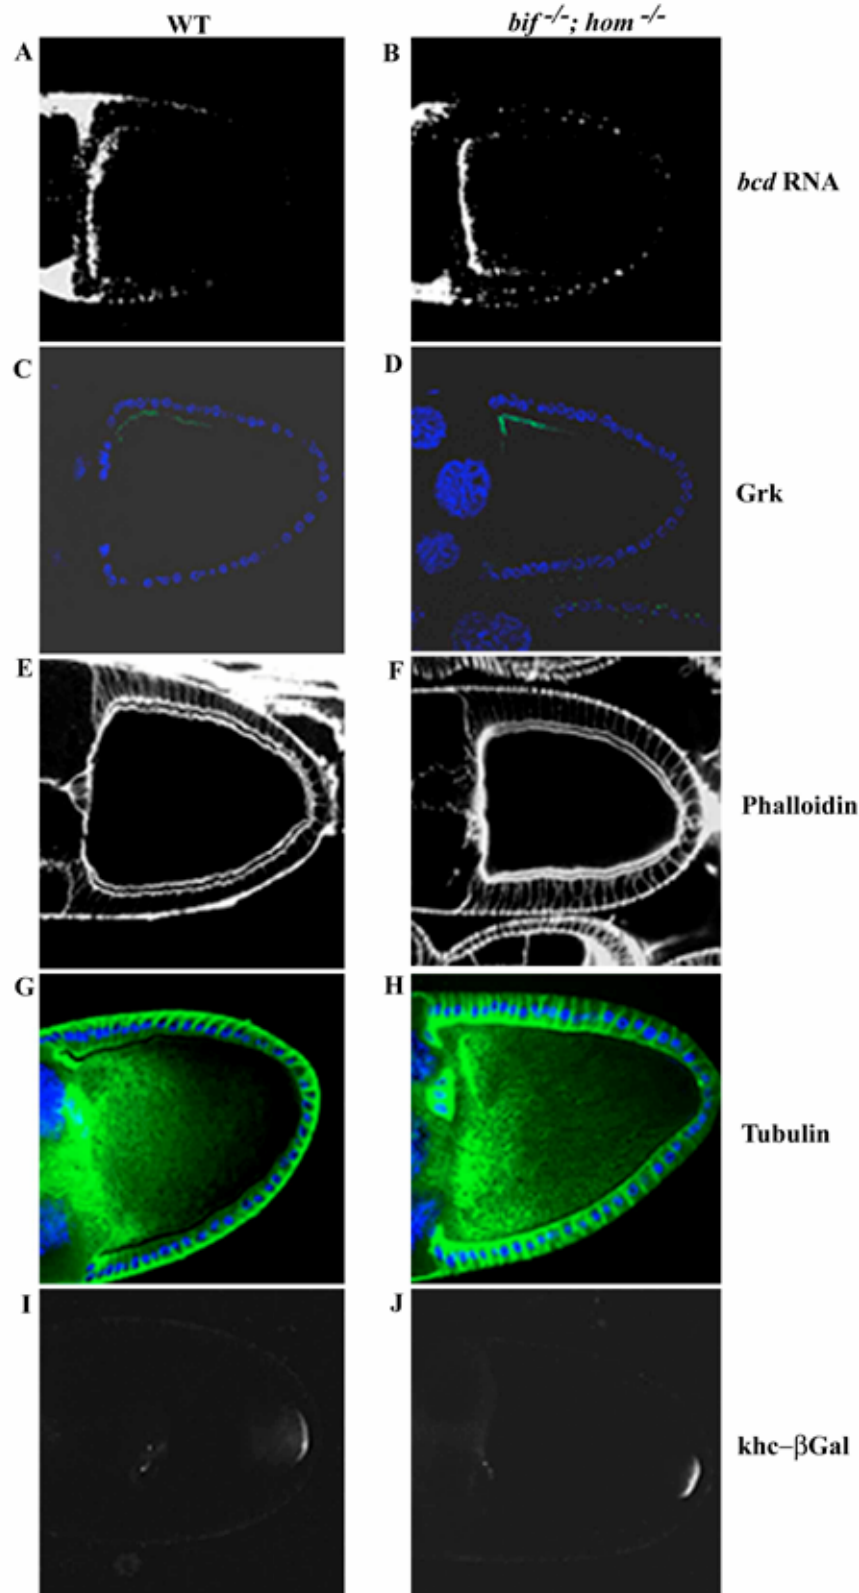 WT bif -/-; hom -/-
A B bcd RNA
C D Grk
E F Phalloidin
G H Tubulin
I J khc–βGal